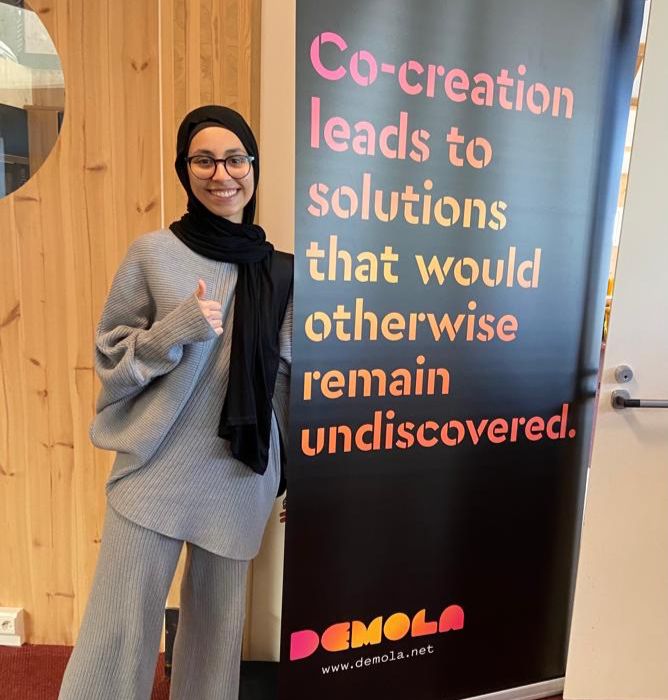 Co-creation
leads to
solutions
that would
otherwise
remain
undiscovered.
DEMOLA
www.demola.net